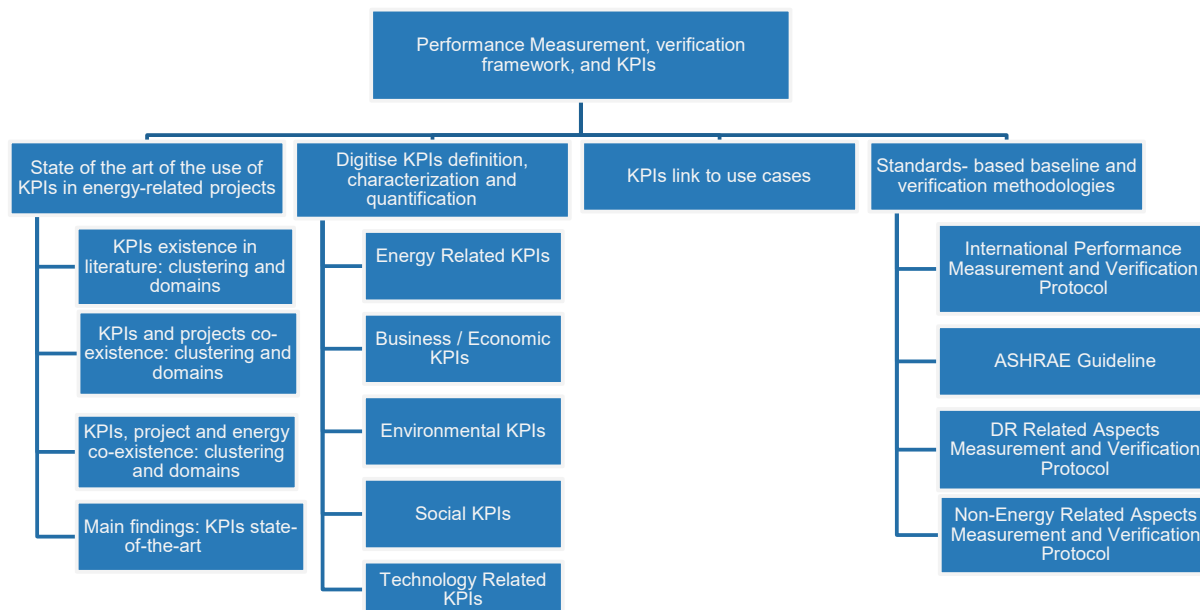 Performance Measurement, verification
framework, and KPIs
State of the art of the use of
KPIs in energy-related projects
KPIs existence in
literature: clustering and
domains
KPIs and projects co-
existence: clustering and
domains
KPIs, project and energy
co-existence: clustering
and domains
Main findings: KPIs state-
of-the-art
Digitise KPIs definition,
characterization and
quantification
Energy Related KPIs
Business / Economic
KPIs
Environmental KPIs
Social KPIs
Technology Related
KPIs
KPIs link to use cases
Standards- based baseline and
verification methodologies
International Performance
Measurement and Verification
Protocol
ASHRAE Guideline
DR Related Aspects
Measurement and Verification
Protocol
Non-Energy Related Aspects
Measurement and Verification
Protocol